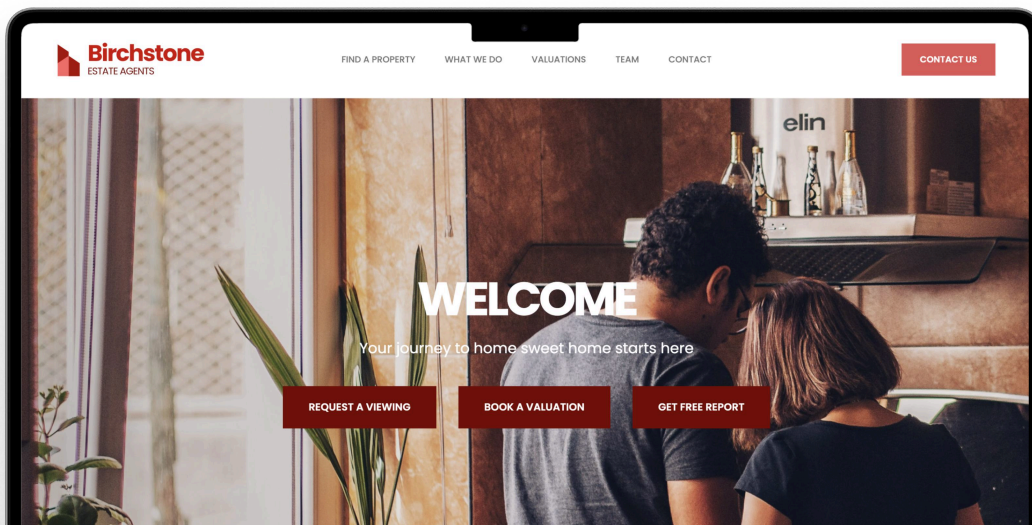 Birchstone
ESTATE AGENTS
FIND A PROPERTY
WHAT WE DO
VALUATIONS
TEAM
CONTACT
CONTACT US
elin
WELCOME
Your journey to home sweet home starts here
REQUEST A VIEWING
BOOK A VALUATION
GET FREE REPORT